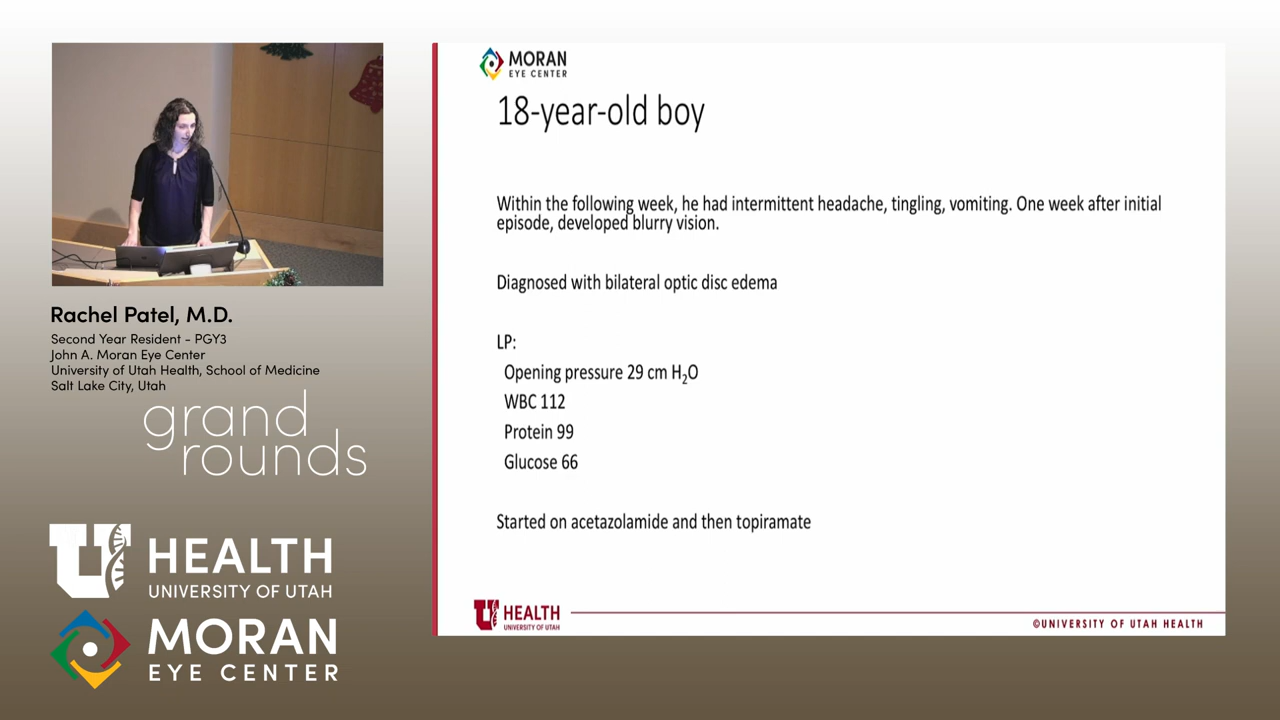 Rachel Patel, M.D.
Second Year Resident - PGY3
John A. Moran Eye Center
University of Utah Health, School of Medicine
Salt Lake City, Utah
grand
rounds
U HEALTH
UNIVERSITY OF UTAH
MORAN
EYE CENTER
MORAN
EYE CENTER
18-year-old boy
Within the following week, he had intermittent headache, tingling, vomiting. One week after initial
episode, developed blurry vision.
Diagnosed with bilateral optic disc edema
LP:
Opening pressure 29 cm H₂O
WBC 112
Protein 99
Glucose 66
Started on acetazolamide and then topiramate
U HEALTH
UNIVERSITY OF UTAH
©UNIVERSITY OF UTAH HEALTH